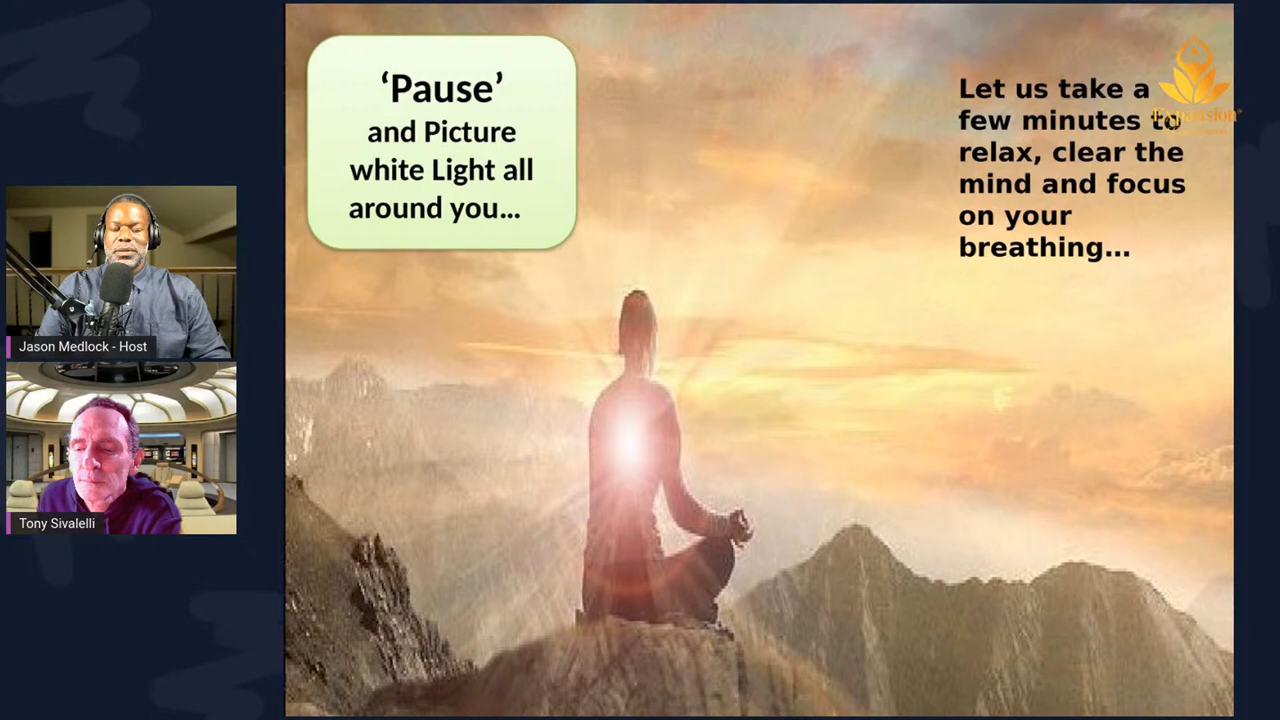 ‘Pause’
and Picture
white Light all
around you...
Let us take a
few minutes to
relax, clear the
mind and focus
on your
breathing...
Expansion
Jason Medlock - Host
Tony Sivalelli